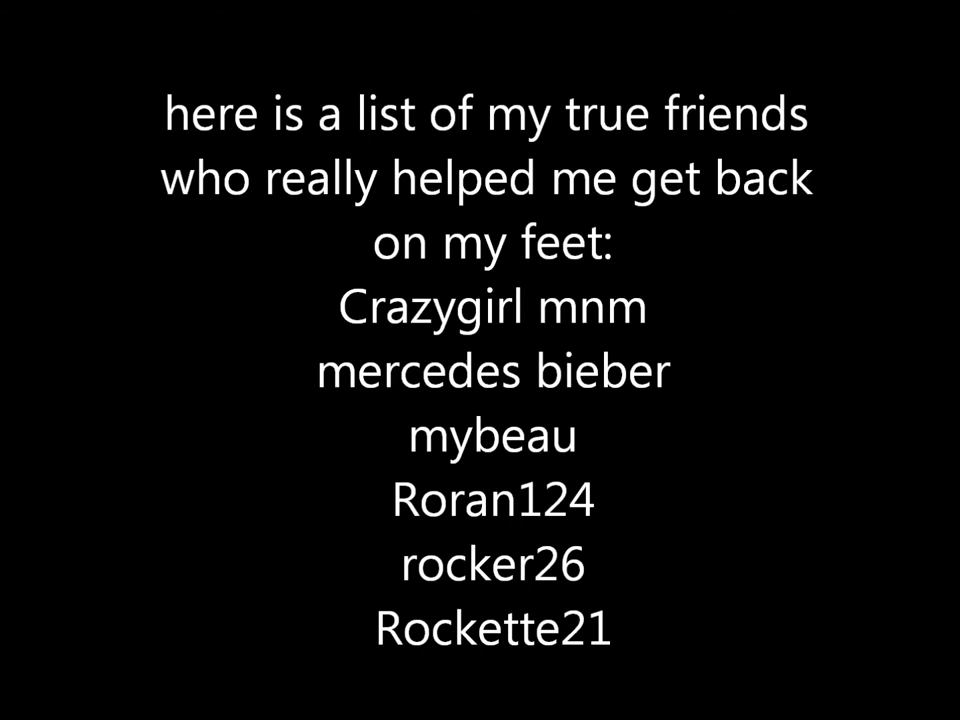 here is a list of my true friends
who really helped me get back
on my feet:
Crazygirl mnm
mercedes bieber
mybeau
Roran124
rocker26
Rockette21